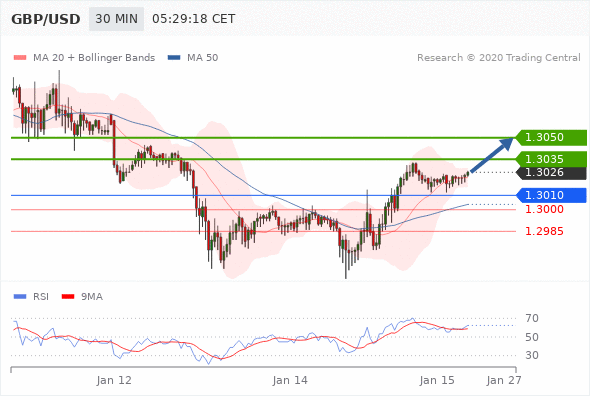 GBP/USD 30 MIN 05:29:18 CET
MA 20 + Bollinger Bands MA 50 Research © 2020 Trading Central
1.3050
1.3035
1.3026
1.3010
1.3000
1.2985
RSI 9MA
70
50
30
Jan 12 Jan 14 Jan 15 Jan 27